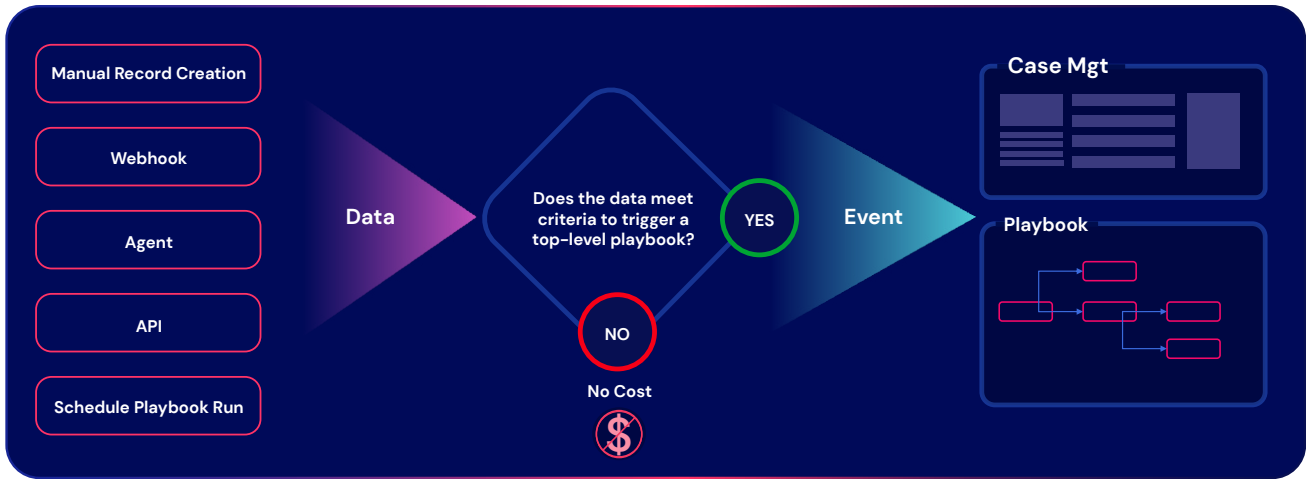 Manual Record Creation
Webhook
Agent
API
Schedule Playbook Run
Data
Does the data meet
criteria to trigger a
top-level playbook?
YES
NO
No Cost
$
Event
Case Mgt
Playbook